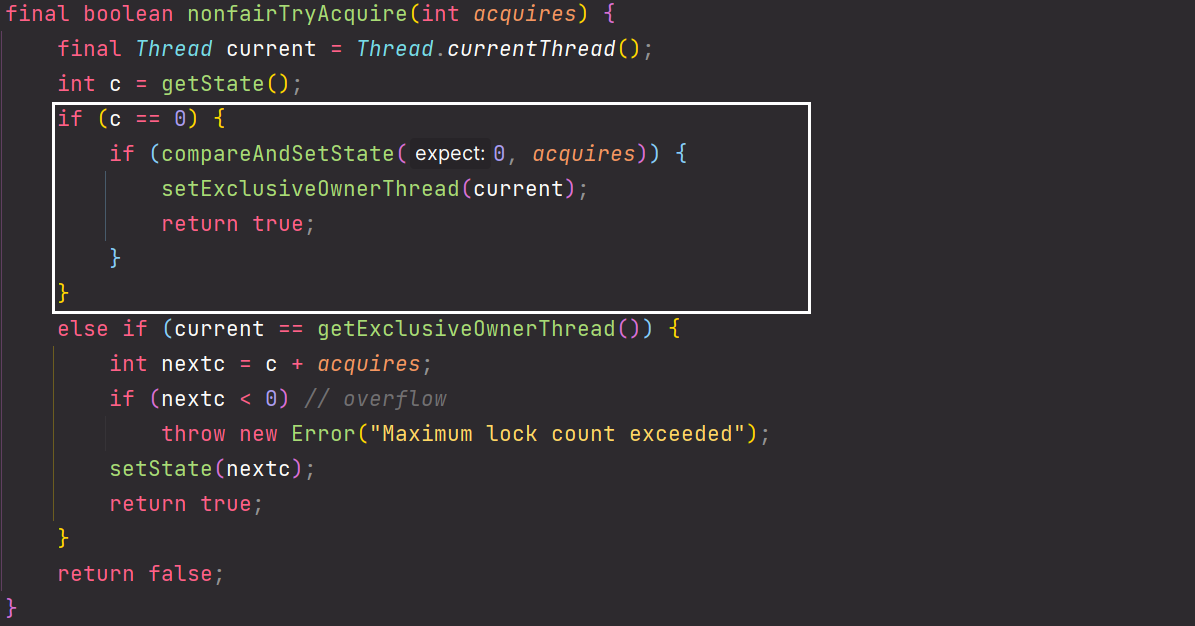 final boolean nonfairTryAcquire(int acquires) {
    final Thread current = Thread.currentThread();
    int c = getState();
    if (c == 0) {
        if (compareAndSetState( expect: 0, acquires)) {
            setExclusiveOwnerThread(current);
            return true;
        }
    }
    else if (current == getExclusiveOwnerThread()) {
        int nextc = c + acquires;
        if (nextc < 0) // overflow
            throw new Error("Maximum lock count exceeded");
        setState(nextc);
        return true;
    }
    return false;
}